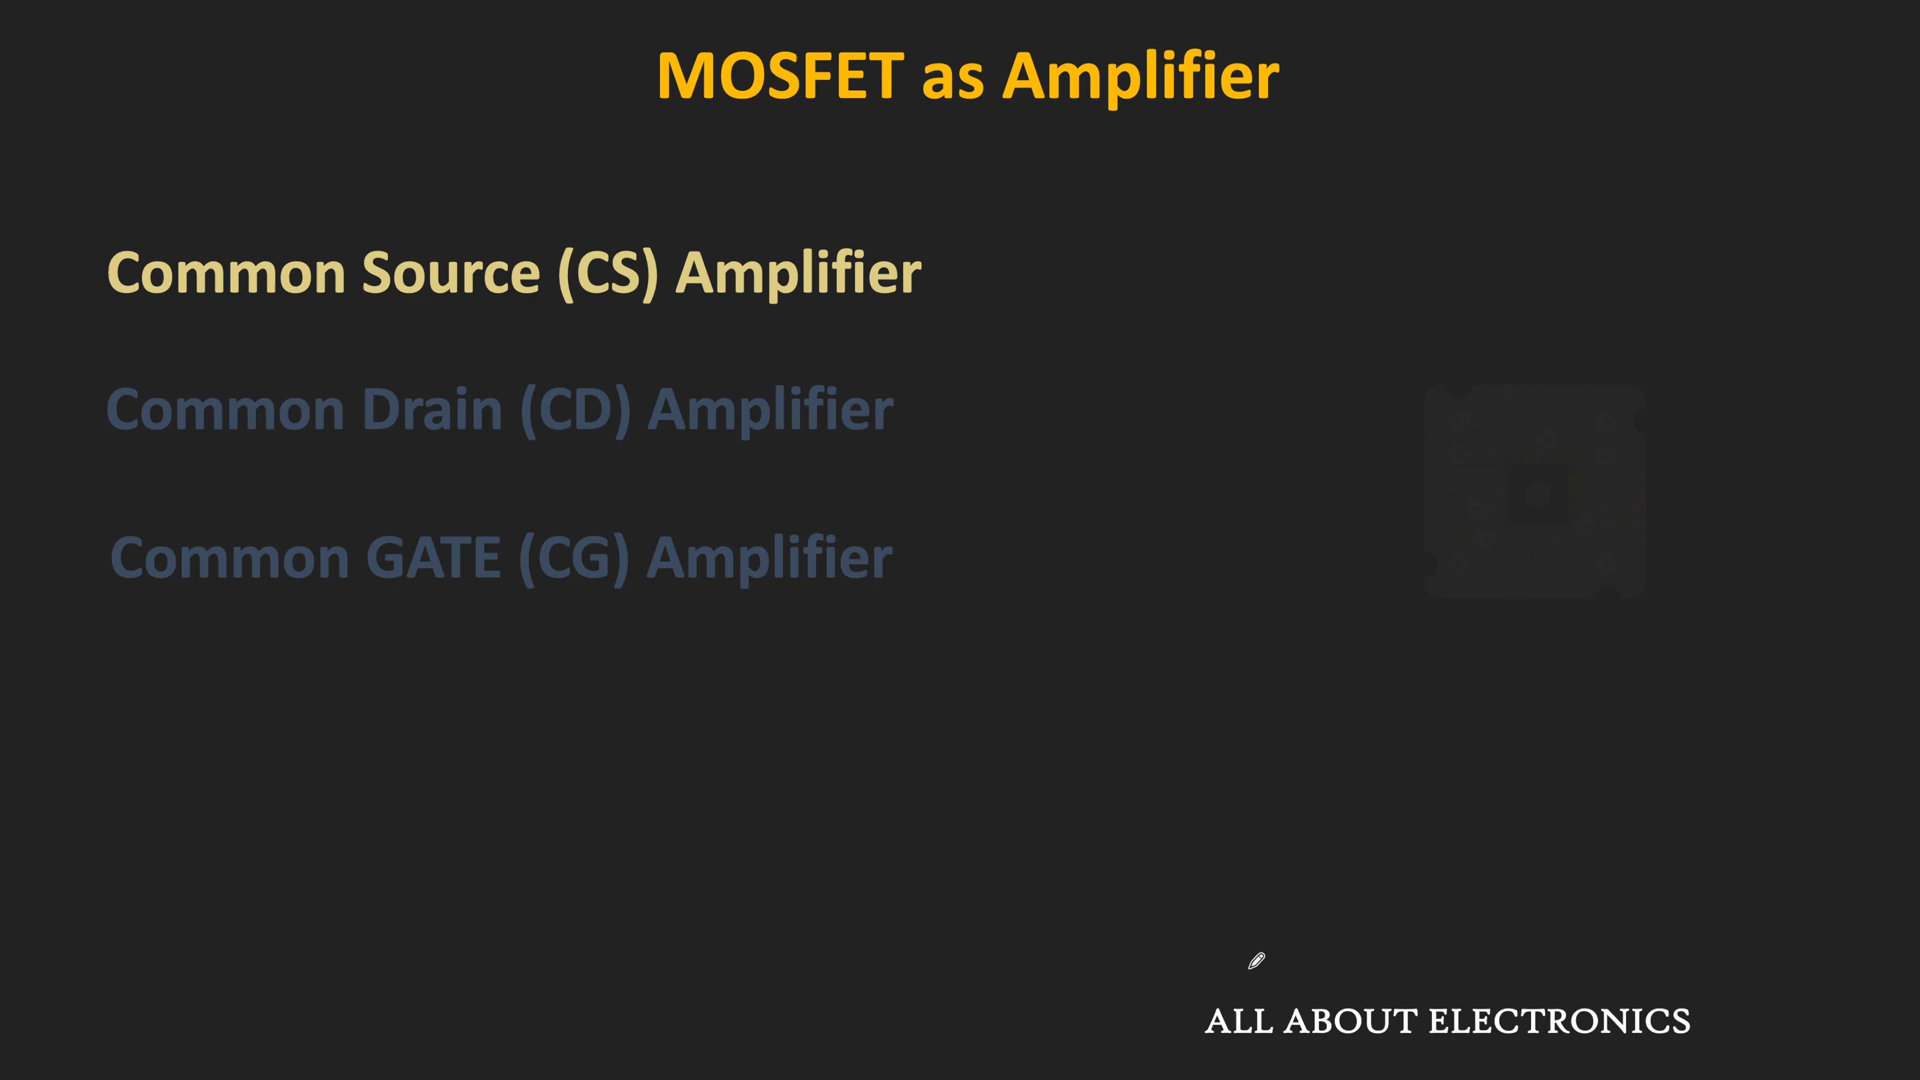 MOSFET as Amplifier
Common Source (CS) Amplifier
Common Drain (CD) Amplifier
Common GATE (CG) Amplifier
ALL ABOUT ELECTRONICS